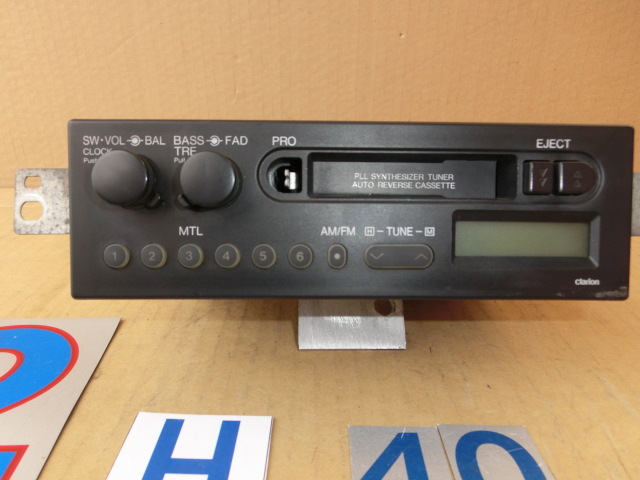 SW・VOL BAL BASS FAD PRO EJECT
CLOCK TRE
PLL SYNTHESIZER TUNER
AUTO REVERSE CASSETTE
MTL AM/FM H - TUNE - M
1 2 3 4 5 6
clarion
H 40